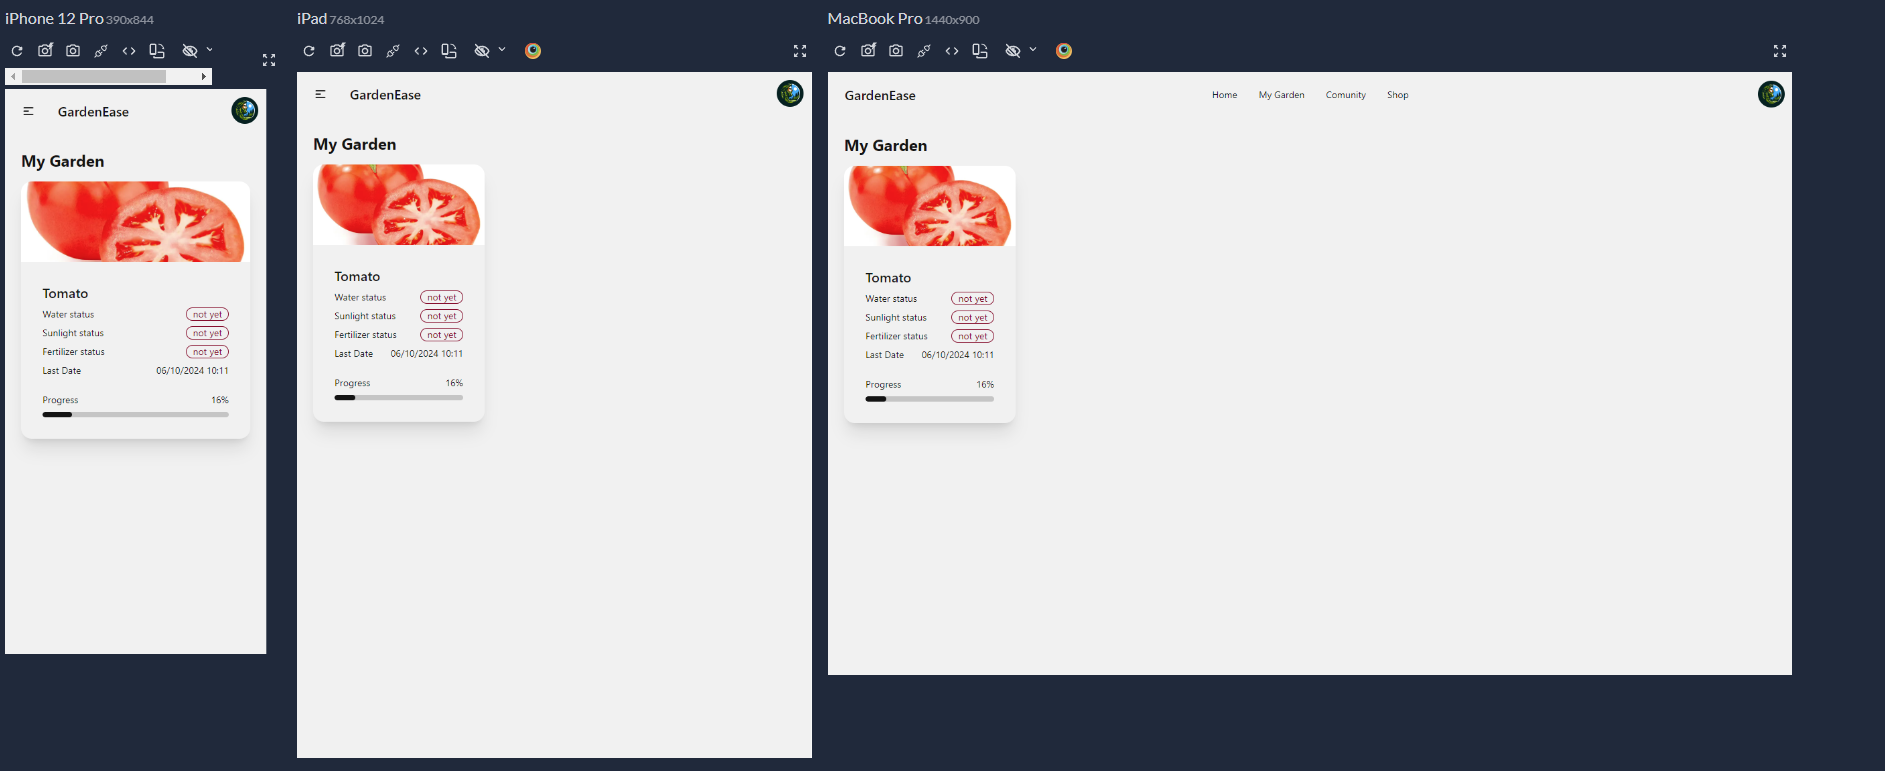 iPhone 12 Pro 390x844
GardenEase
My Garden
Tomato
Water status not yet
Sunlight status not yet
Fertilizer status not yet
Last Date 06/10/2024 10:11
Progress 16%
iPad 768x1024
GardenEase
My Garden
Tomato
Water status not yet
Sunlight status not yet
Fertilizer status not yet
Last Date 06/10/2024 10:11
Progress 16%
MacBook Pro 1440x900
GardenEase Home My Garden Comunity Shop
My Garden
Tomato
Water status not yet
Sunlight status not yet
Fertilizer status not yet
Last Date 06/10/2024 10:11
Progress 16%